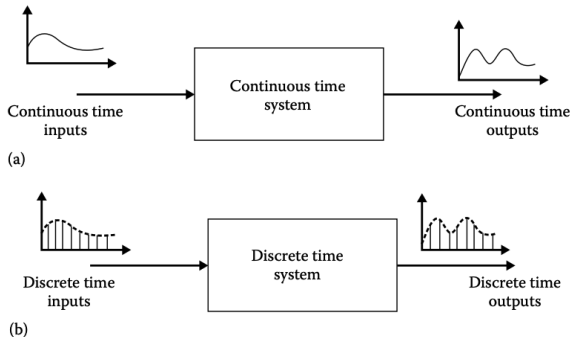 Continuous time
system
Continuous time
inputs
Continuous time
outputs
(a)
Discrete time
system
Discrete time
inputs
Discrete time
outputs
(b)